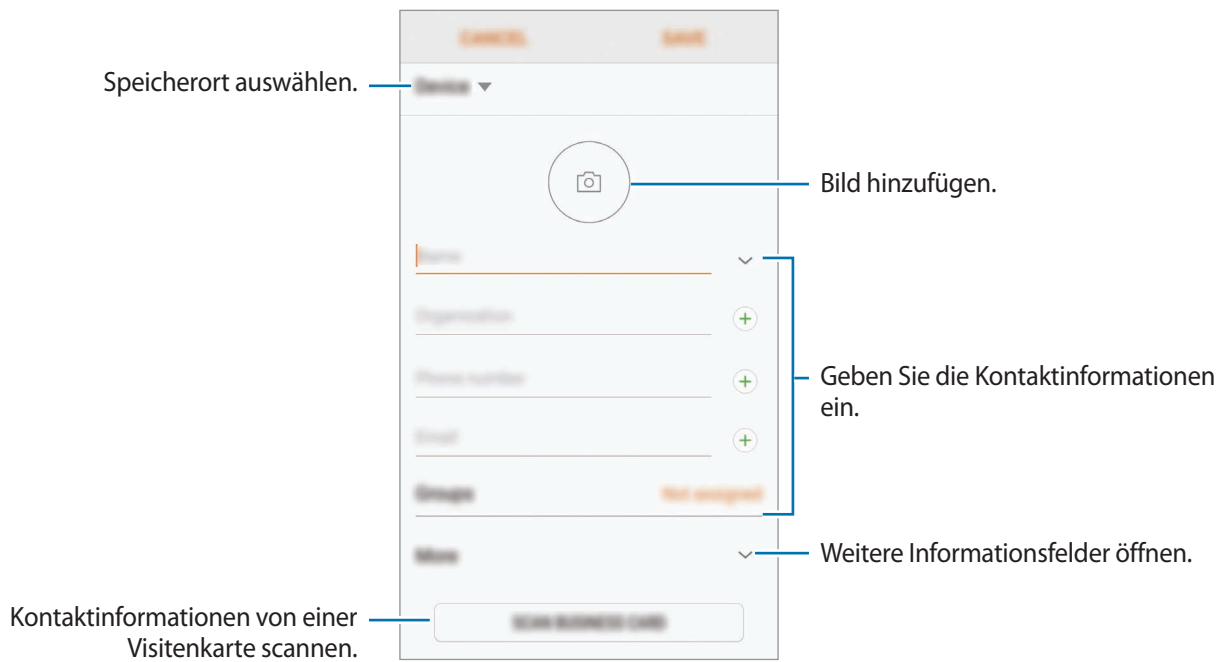 CANCEL SAVE
Speicherort auswählen.
Device
Bild hinzufügen.
Name
Organization
Phone number
Geben Sie die Kontaktinformationen
ein.
Email
Groups Not assigned
More
Weitere Informationsfelder öffnen.
Kontaktinformationen von einer
Visitenkarte scannen.
SCAN BUSINESS CARD